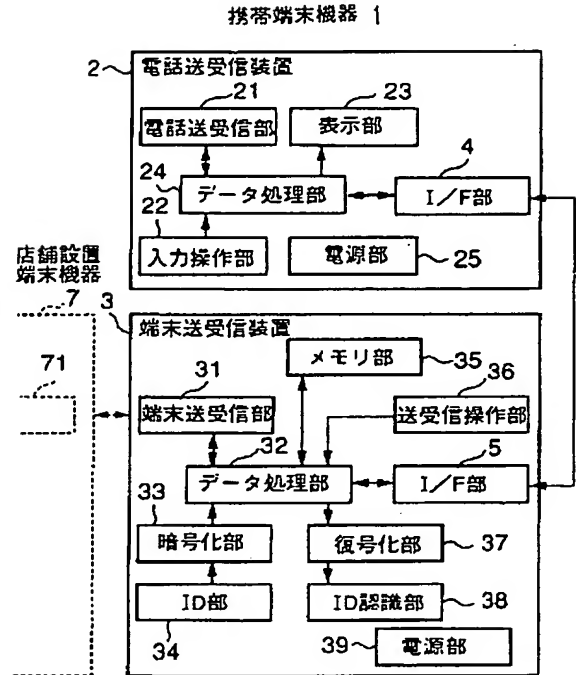 携帯端末機器 1
2 電話送受信装置
21 23
電話送受信部 表示部
24 4
データ処理部 I/F部
22
入力操作部 電源部
25
店舗設置
端末機器
7 3 端末送受信装置
メモリ部 35
71 31 36
端末送受信部 送受信操作部
32 5
データ処理部 I/F部
33
暗号化部 復号化部 37
ID部 ID認識部 38
34 39 電源部